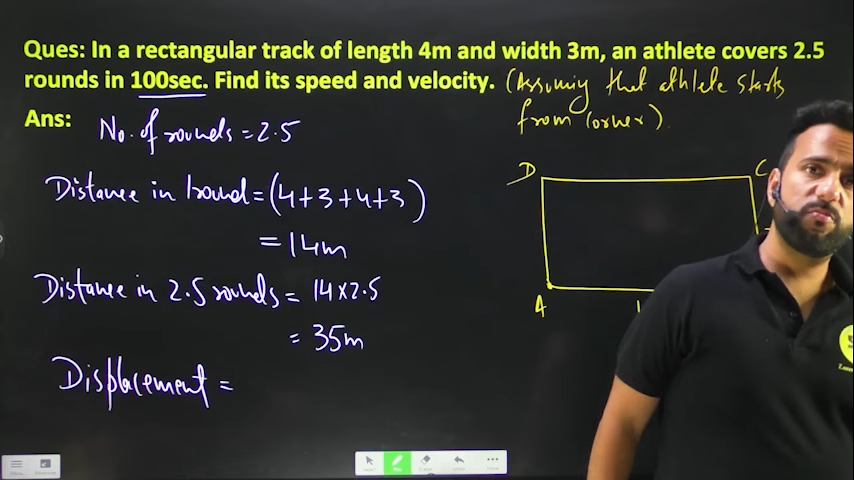 Ques: In a rectangular track of length 4m and width 3m, an athlete covers 2.5
rounds in 100sec. Find its speed and velocity. (Assuming that athlete starts
from corner)
Ans: No. of rounds = 2.5
Distance in 1 round = (4+3+4+3)
= 14m
Distance in 2.5 rounds = 14×2.5
= 35m
Displacement =
D C
A